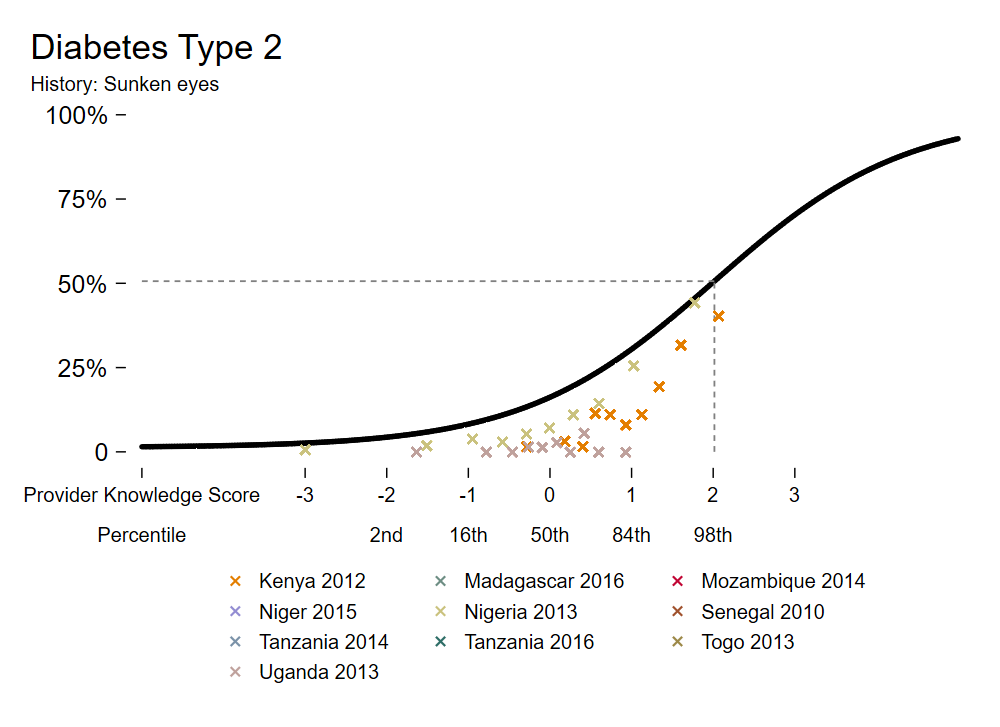 Diabetes Type 2
History: Sunken eyes
100%
75%
50%
25%
0
Provider Knowledge Score -3 -2 -1 0 1 2 3
Percentile 2nd 16th 50th 84th 98th
Kenya 2012 Madagascar 2016 Mozambique 2014
Niger 2015 Nigeria 2013 Senegal 2010
Tanzania 2014 Tanzania 2016 Togo 2013
Uganda 2013